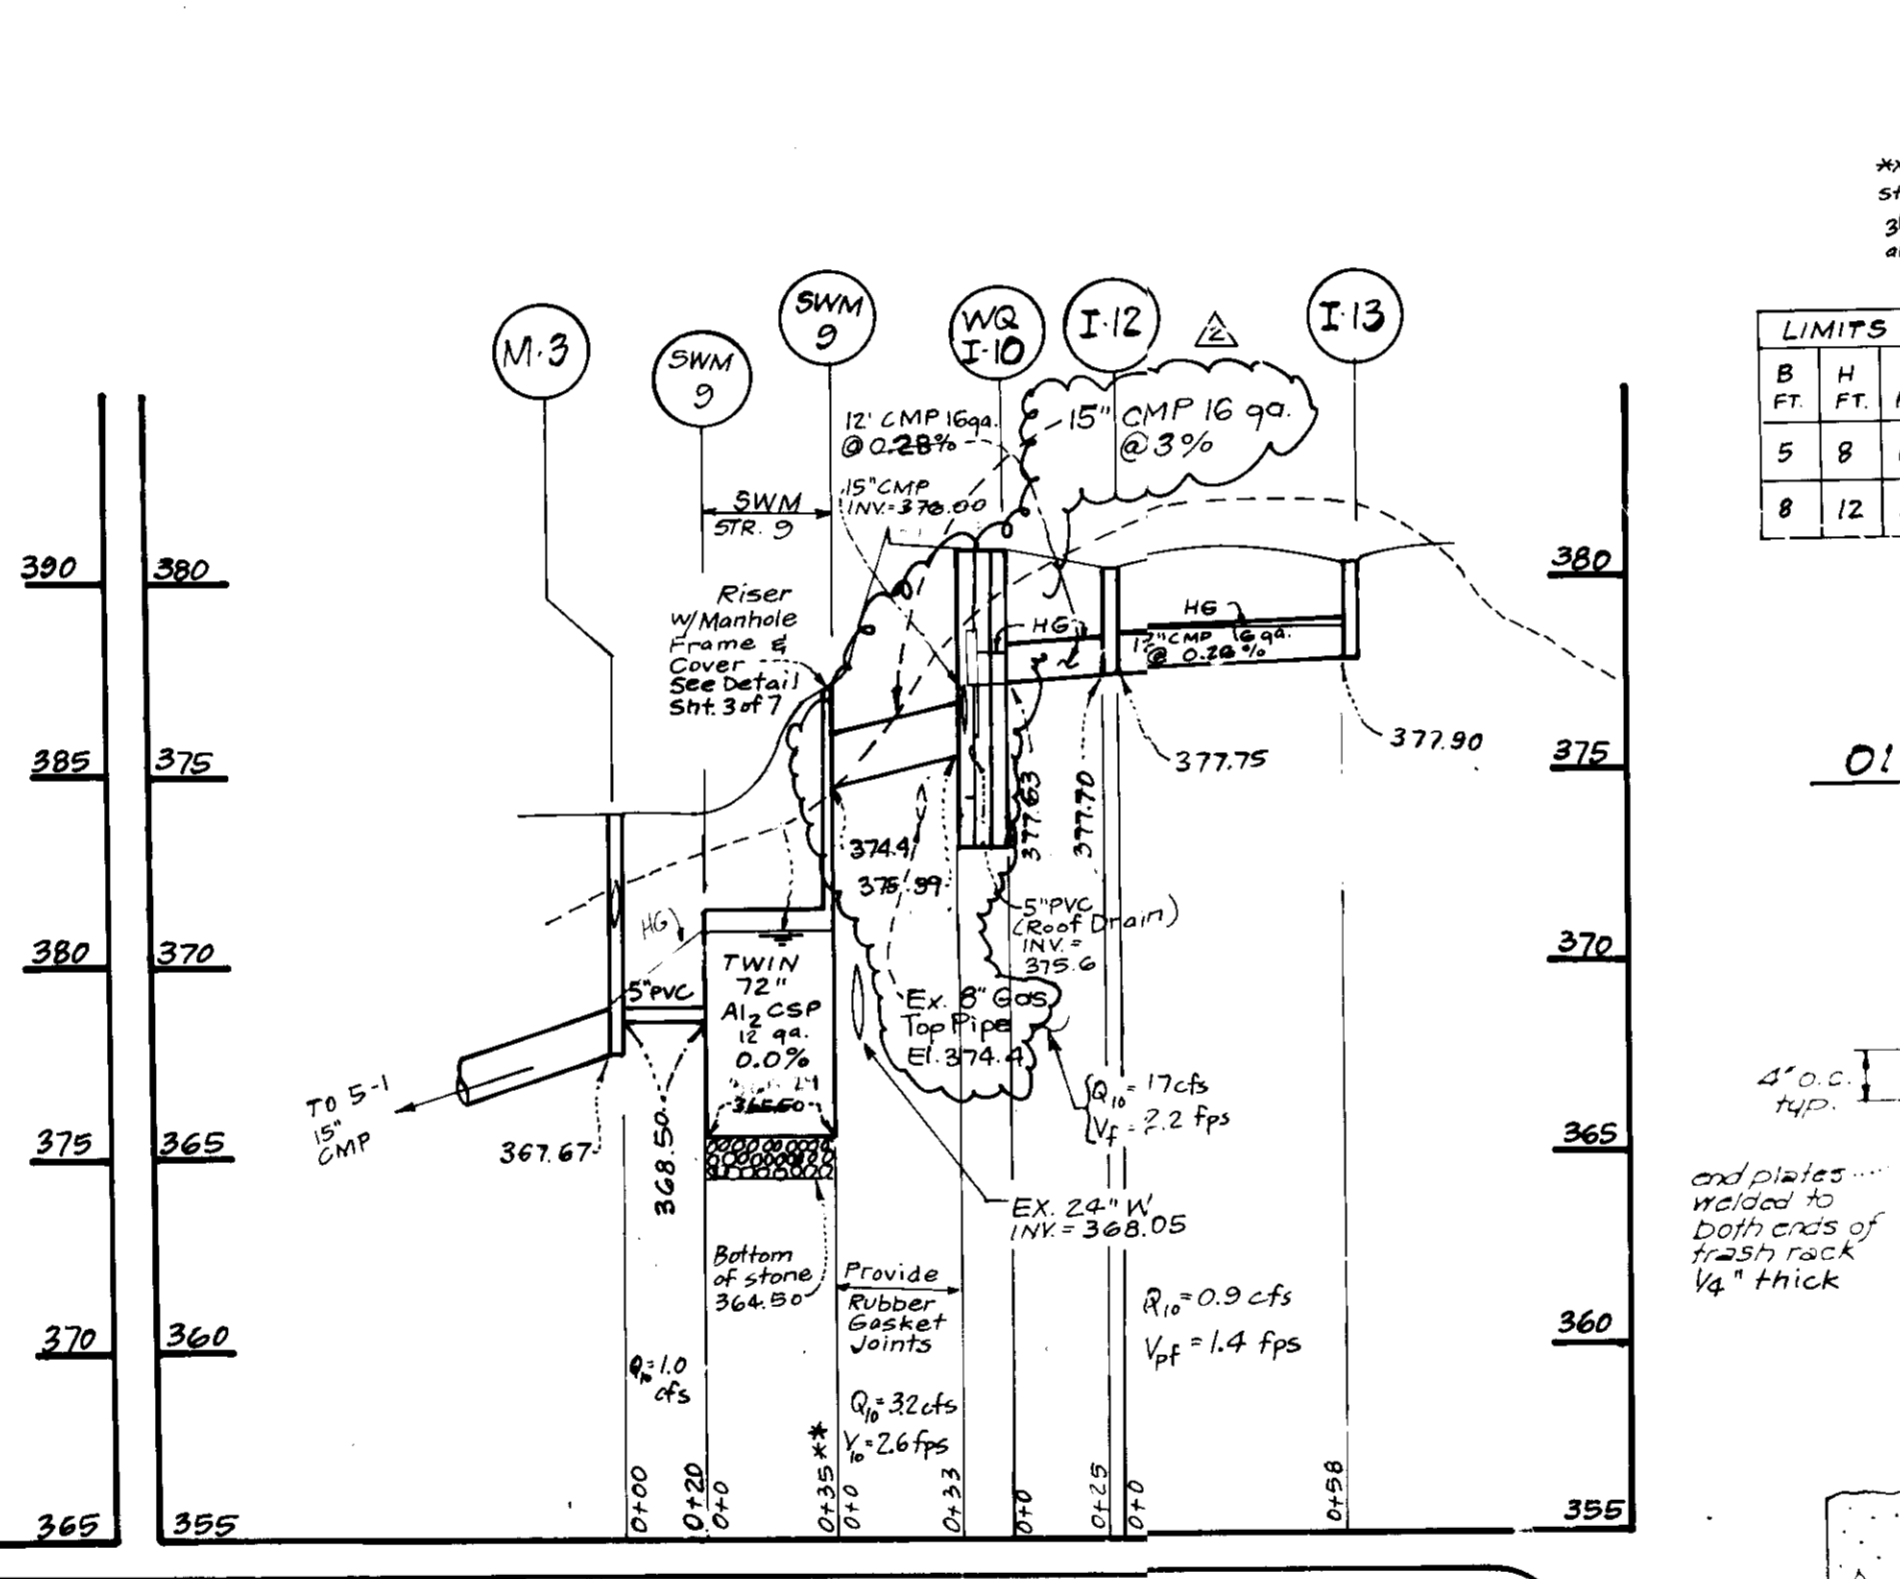 M-3
SWM
9
SWM
9
WQ
I-10
I-12
2
I-13
12' CMP 16ga.
@ 0.28%
15" CMP 16 ga.
@ 3%
15" CMP
INV.= 376.00
SWM
STR. 9
Riser
w/Manhole
Frame &
Cover
See Detail
Sht. 3 of 7
HG
HG
12" CMP 16 ga.
@ 0.28%
377.90
377.75
377.70
377.63
374.4
375.99
5" PVC
(Roof Drain)
INV.=
375.6
HG
5" PVC
TWIN
72"
Al2 CSP
12 ga.
0.0%
365.50
Ex. 8" Gas
Top Pipe
El. 374.4
Q10 = 17cfs
Vf = 2.2 fps
TO S-1
15"
CMP
367.67
368.50
EX. 24" W
INV.= 368.05
Bottom
of stone
364.50
Provide
Rubber
Gasket
Joints
Q10=1.0
cfs
Q10=3.2cfs
V10=2.6fps
Q10=0.9 cfs
Vpf =1.4 fps
0+00
0+20
0+0
0+35**
0+0
0+33
0+0
0+25
0+0
0+58
390
385
380
375
370
365
380
375
370
365
360
355
380
375
370
365
360
355
LIMITS
B
FT.
H
FT.
5
8
8
12
4" o.c.
typ.
end plates
welded to
both ends of
trash rack
1/4" thick